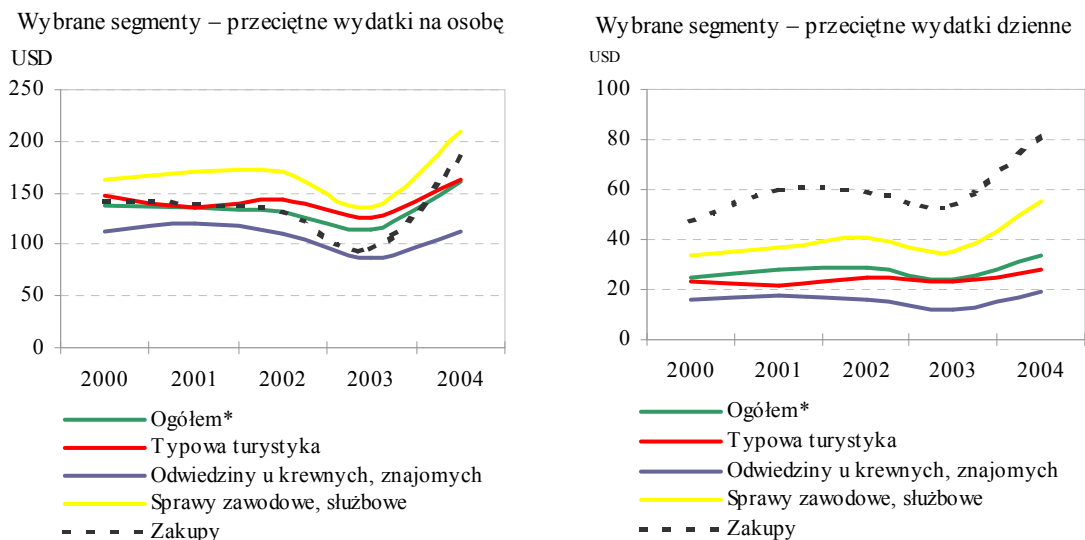 Wybrane segmenty – przeciętne wydatki na osobę
USD
250
200
150
100
50
0
2000 2001 2002 2003 2004
Ogółem*
Typowa turystyka
Odwiedziny u krewnych, znajomych
Sprawy zawodowe, służbowe
Zakupy
Wybrane segmenty – przeciętne wydatki dzienne
USD
100
80
60
40
20
0
2000 2001 2002 2003 2004
Ogółem*
Typowa turystyka
Odwiedziny u krewnych, znajomych
Sprawy zawodowe, służbowe
Zakupy